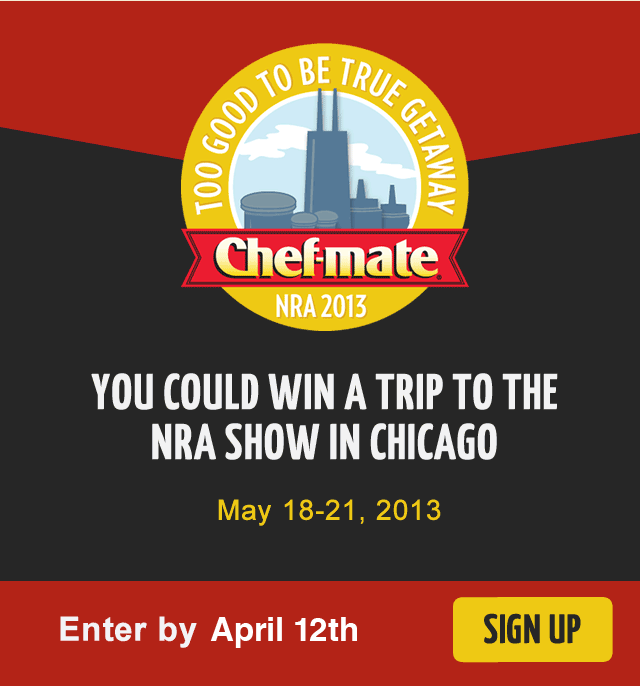 TOO GOOD TO BE TRUE GETAWAY
Chef-mate®
NRA 2013
YOU COULD WIN A TRIP TO THE
NRA SHOW IN CHICAGO
May 18-21, 2013
Enter by April 12th
SIGN UP